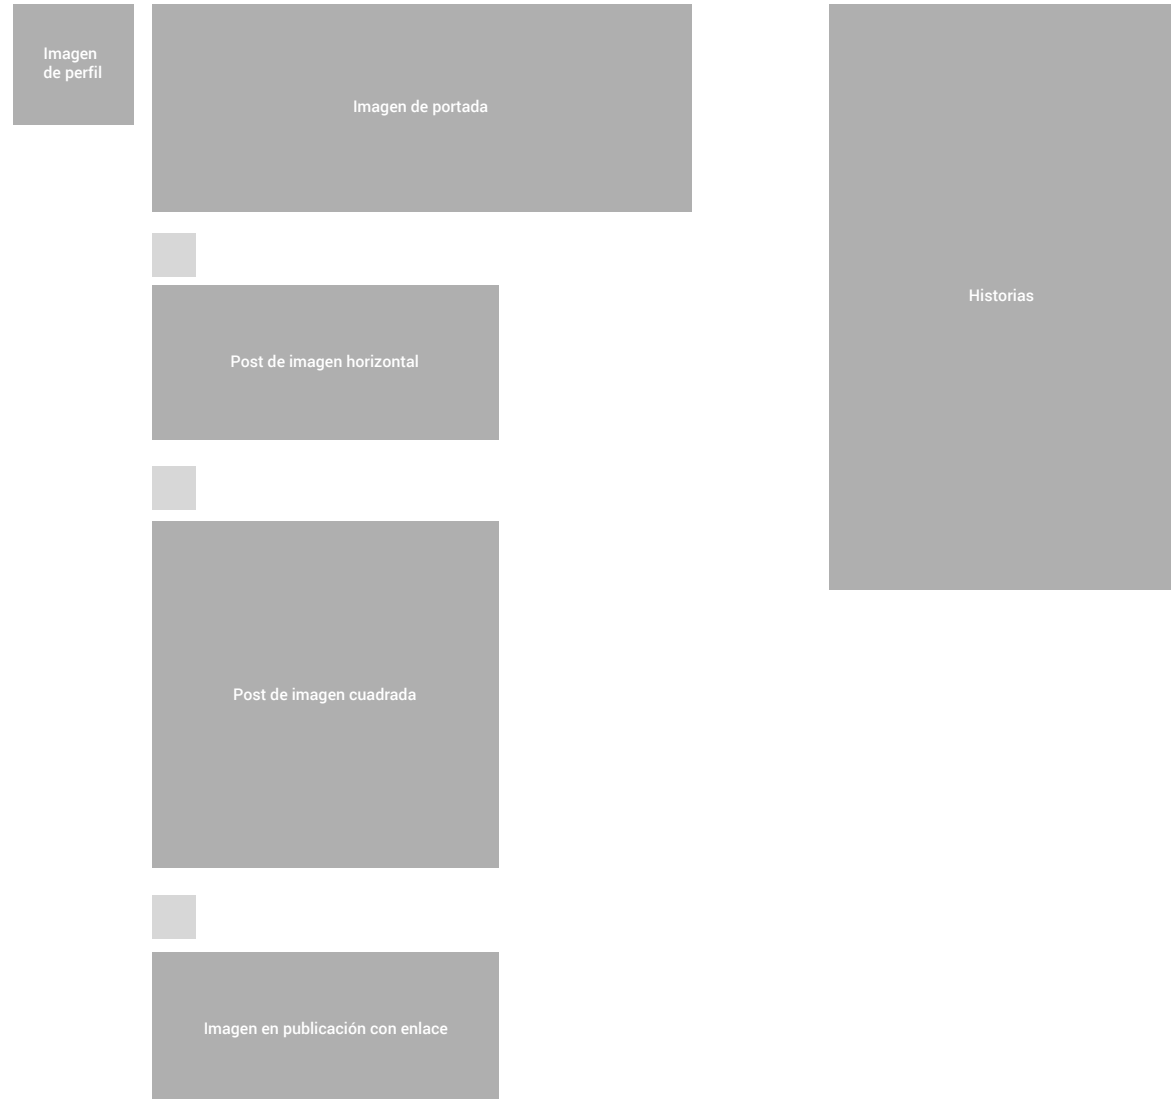 Imagen
de perfil
Imagen de portada
Historias
Post de imagen horizontal
Post de imagen cuadrada
Imagen en publicación con enlace